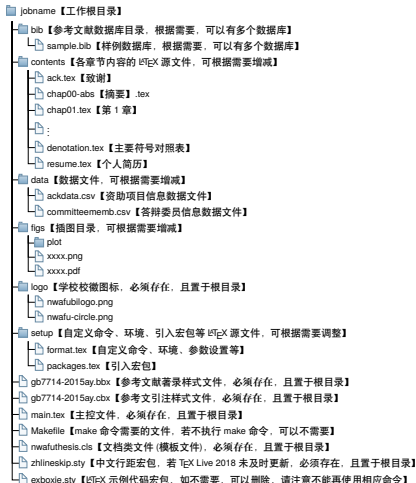 jobname【工作根目录】
bib【参考文献数据库目录，根据需要，可以有多个数据库】
sample.bib【样例数据库，根据需要，可以有多个数据库】
contents【各章节内容的 LATEX 源文件，可根据需要增减】
ack.tex【致谢】
chap00-abs【摘要】.tex
chap01.tex【第 1 章】
⋮
denotation.tex【主要符号对照表】
resume.tex【个人简历】
data【数据文件，可根据需要增减】
ackdata.csv【资助项目信息数据文件】
committeememb.csv【答辩委员信息数据文件】
figs【插图目录，可根据需要增减】
plot
xxxx.png
xxxx.pdf
logo【学校校徽图标，必须存在，且置于根目录】
nwafubilogo.png
nwafu-circle.png
setup【自定义命令、环境、引入宏包等 LATEX 源文件，可根据需要调整】
format.tex【自定义命令、环境、参数设置等】
packages.tex【引入宏包】
gb7714-2015ay.bbx【参考文献著录样式文件，必须存在，且置于根目录】
gb7714-2015ay.cbx【参考文引注样式文件，必须存在，且置于根目录】
main.tex【主控文件，必须存在，且置于根目录】
Makefile【make 命令需要的文件，若不执行 make 命令，可以不需要】
nwafuthesis.cls【文档类文件 (模板文件)，必须存在，且置于根目录】
zhlineskip.sty【中文行距宏包，若 TEX Live 2018 未及时更新，必须存在，且置于根目录】
exboxie.sty【LATEX 示例代码宏包，如不需要，可以删除，请注意不能再使用相应命令】